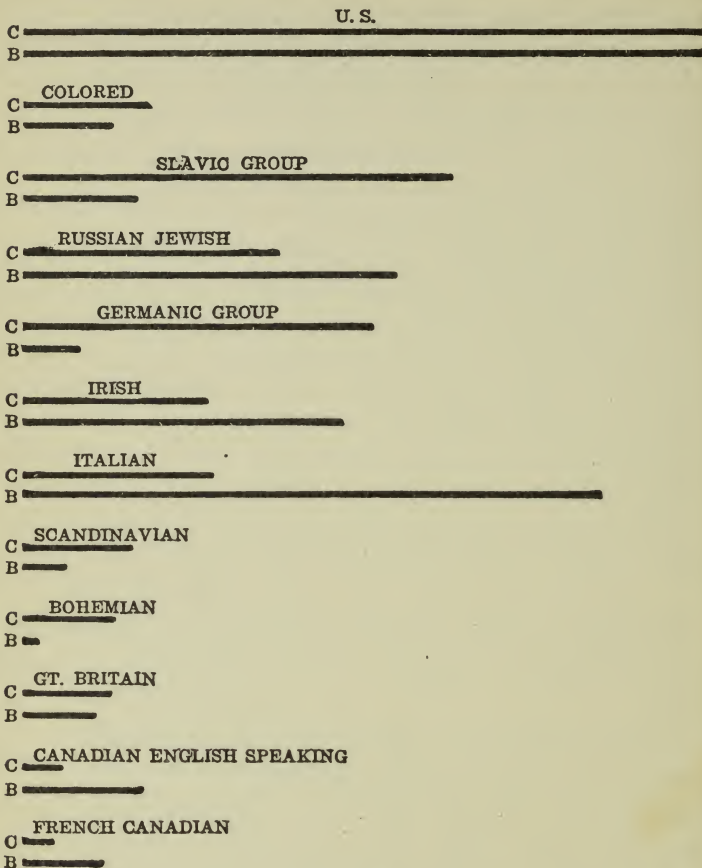 U. S.
C
B
COLORED
C
B
SLAVIC GROUP
C
B
RUSSIAN JEWISH
C
B
GERMANIC GROUP
C
B
IRISH
C
B
ITALIAN
C
B
SCANDINAVIAN
C
B
BOHEMIAN
C
B
GT. BRITAIN
C
B
CANADIAN ENGLISH SPEAKING
C
B
FRENCH CANADIAN
C
B